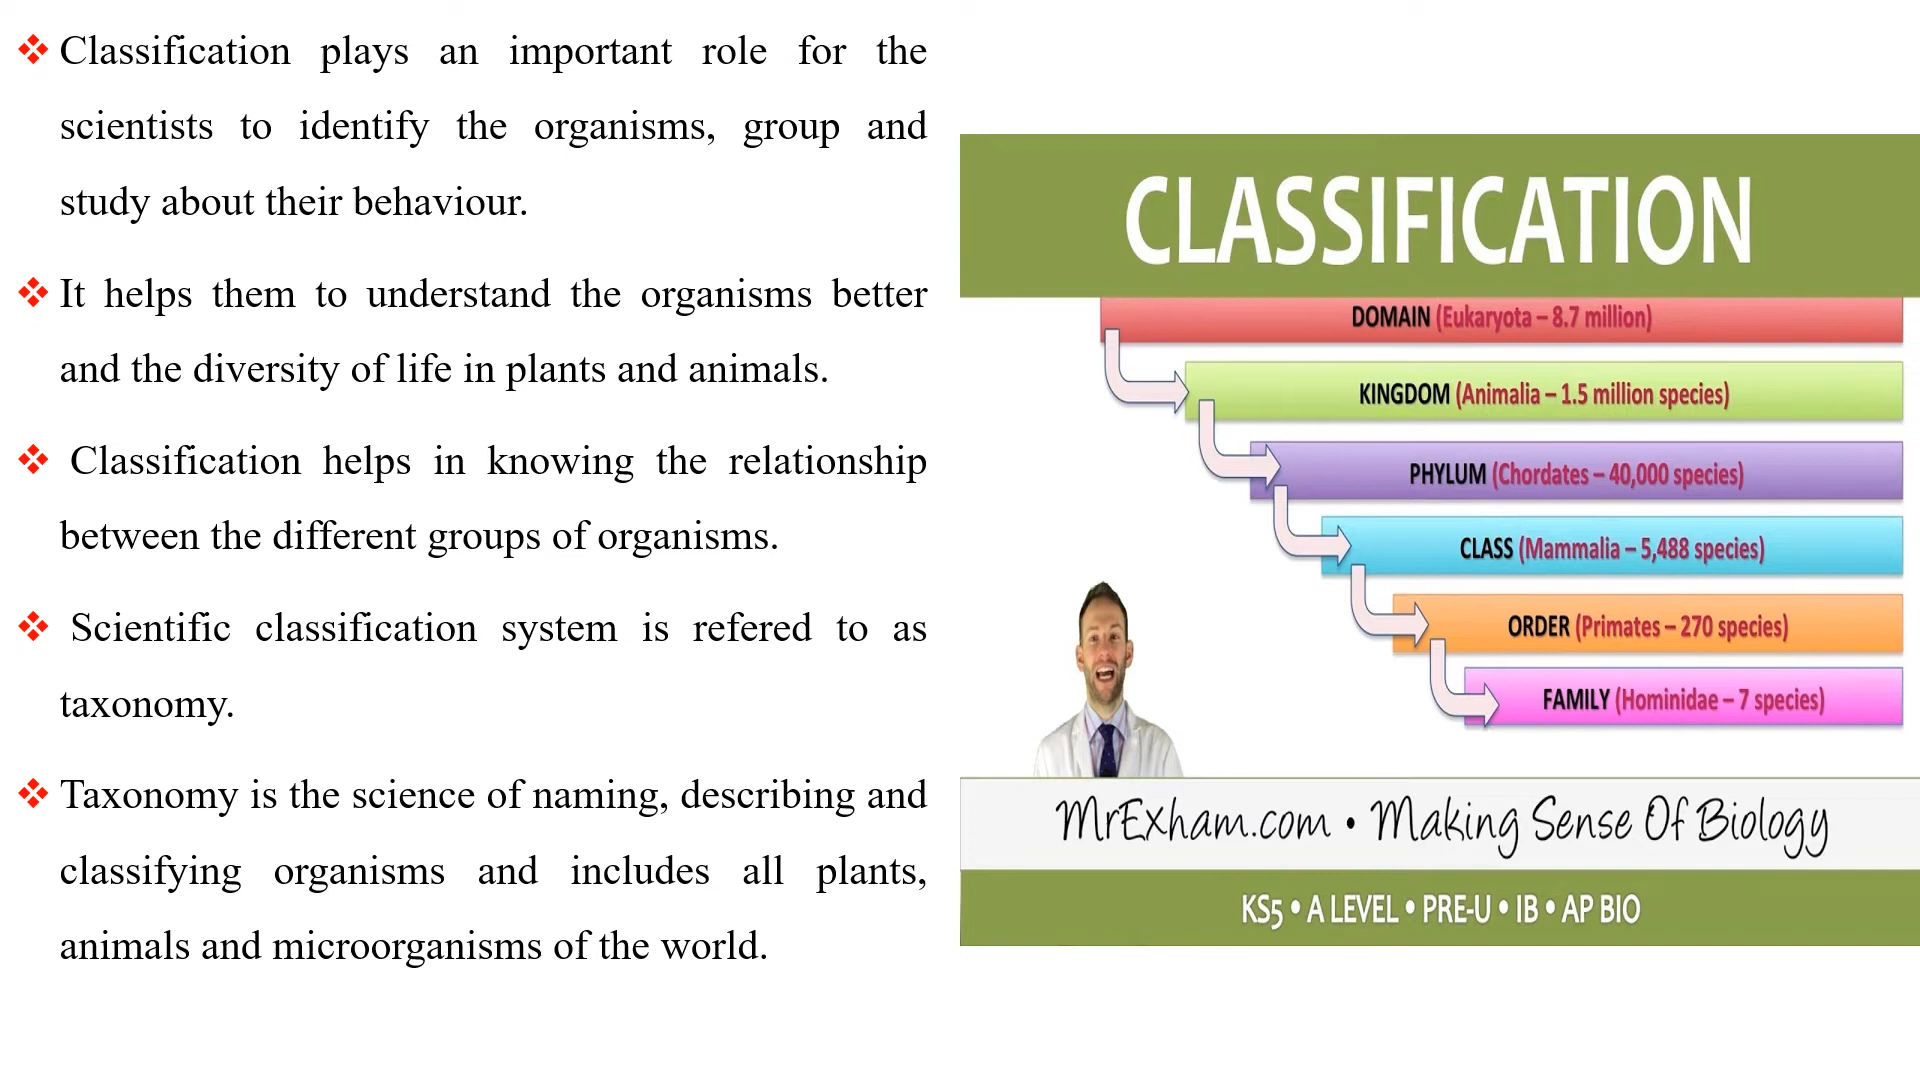 Classification plays an important role for the
scientists to identify the organisms, group and
study about their behaviour.
It helps them to understand the organisms better
and the diversity of life in plants and animals.
Classification helps in knowing the relationship
between the different groups of organisms.
Scientific classification system is refered to as
taxonomy.
Taxonomy is the science of naming, describing and
classifying organisms and includes all plants,
animals and microorganisms of the world.
CLASSIFICATION
DOMAIN (Eukaryota – 8.7 million)
KINGDOM (Animalia – 1.5 million species)
PHYLUM (Chordates – 40,000 species)
CLASS (Mammalia – 5,488 species)
ORDER (Primates – 270 species)
FAMILY (Hominidae – 7 species)
MrExham.com • Making Sense Of Biology
KS5 • A LEVEL • PRE-U • IB • AP BIO